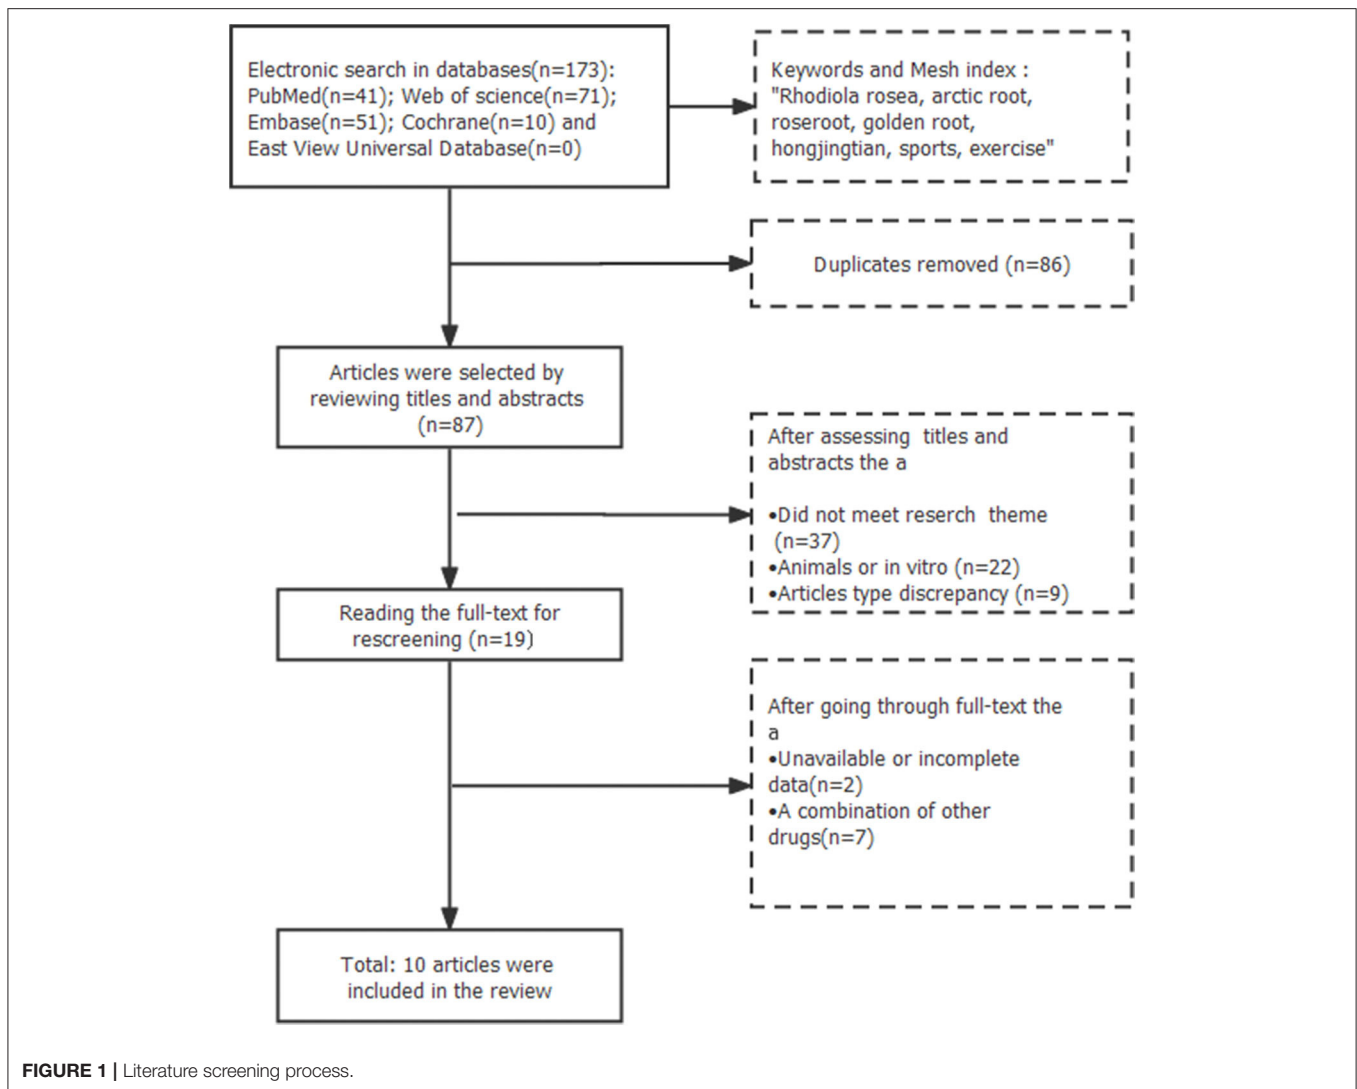 Electronic search in databases(n=173):
PubMed(n=41); Web of science(n=71);
Embase(n=51); Cochrane(n=10) and
East View Universal Database(n=0)
Keywords and Mesh index :
"Rhodiola rosea, arctic root,
roseroot, golden root,
hongjingtian, sports, exercise"
Duplicates removed (n=86)
Articles were selected by
reviewing titles and abstracts
(n=87)
After assessing titles and
abstracts the a
•Did not meet reserch theme
(n=37)
•Animals or in vitro (n=22)
•Articles type discrepancy (n=9)
Reading the full-text for
rescreening (n=19)
After going through full-text the
a
•Unavailable or incomplete
data(n=2)
•A combination of other
drugs(n=7)
Total: 10 articles were
included in the review
FIGURE 1 | Literature screening process.